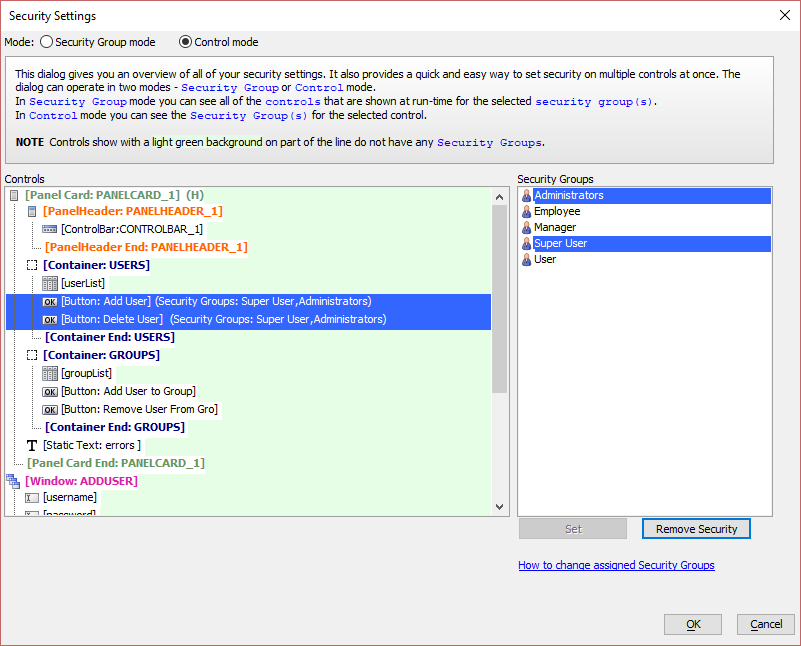 Security Settings
Mode: Security Group mode Control mode
This dialog gives you an overview of all of your security settings. It also provides a quick and easy way to set security on multiple controls at once. The
dialog can operate in two modes - Security Group or Control mode.
In Security Group mode you can see all of the controls that are shown at run-time for the selected security group(s).
In Control mode you can see the Security Group(s) for the selected control.
NOTE Controls show with a light green background on part of the line do not have any Security Groups.
Controls
[Panel Card: PANELCARD_1] (H)
[PanelHeader: PANELHEADER_1]
[ControlBar:CONTROLBAR_1]
[PanelHeader End: PANELHEADER_1]
[Container: USERS]
[userList]
OK [Button: Add User] (Security Groups: Super User,Administrators)
OK [Button: Delete User] (Security Groups: Super User,Administrators)
[Container End: USERS]
[Container: GROUPS]
[groupList]
OK [Button: Add User to Group]
OK [Button: Remove User From Gro]
[Container End: GROUPS]
T [Static Text: errors ]
[Panel Card End: PANELCARD_1]
[Window: ADDUSER]
[username]
[password]
Security Groups
Administrators
Employee
Manager
Super User
User
Set Remove Security
How to change assigned Security Groups
OK Cancel